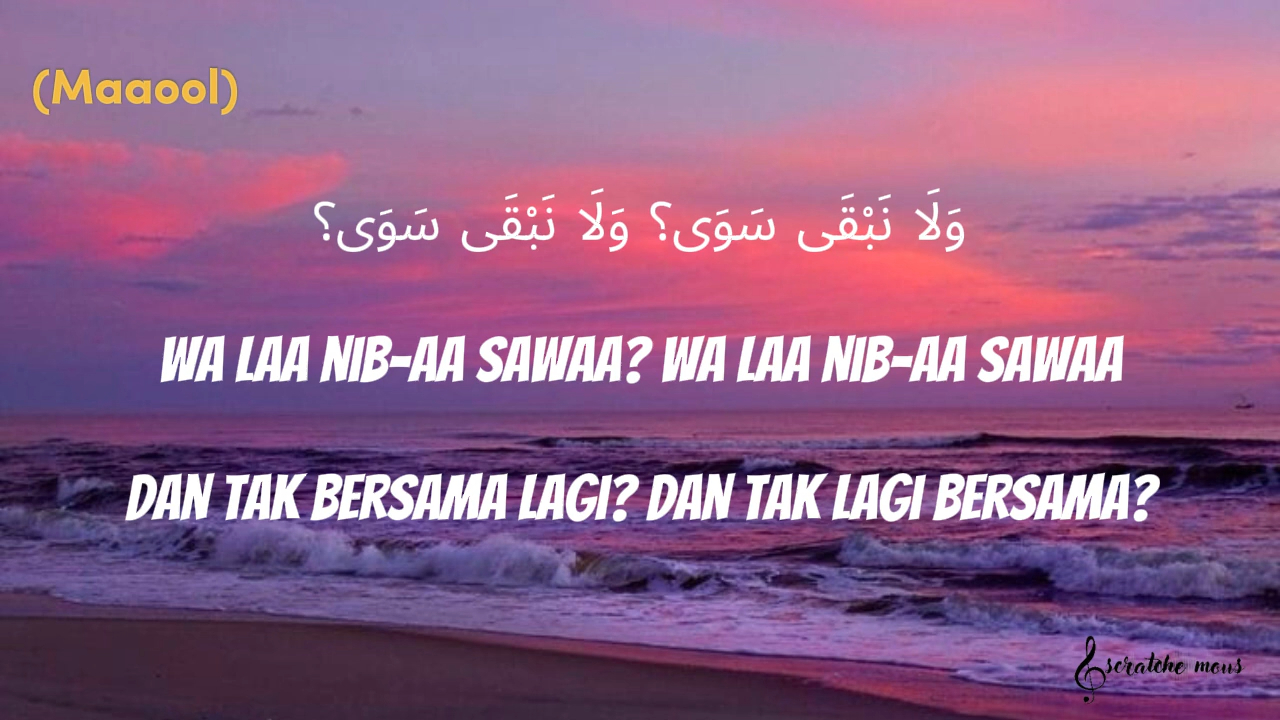 (Maaool)
وَلَا نَبْقَى سَوَى؟ وَلَا نَبْقَى سَوَى؟
WA LAA NIB-AA SAWAA? WA LAA NIB-AA SAWAA
DAN TAK BERSAMA LAGI? DAN TAK LAGI BERSAMA?
scratche mous